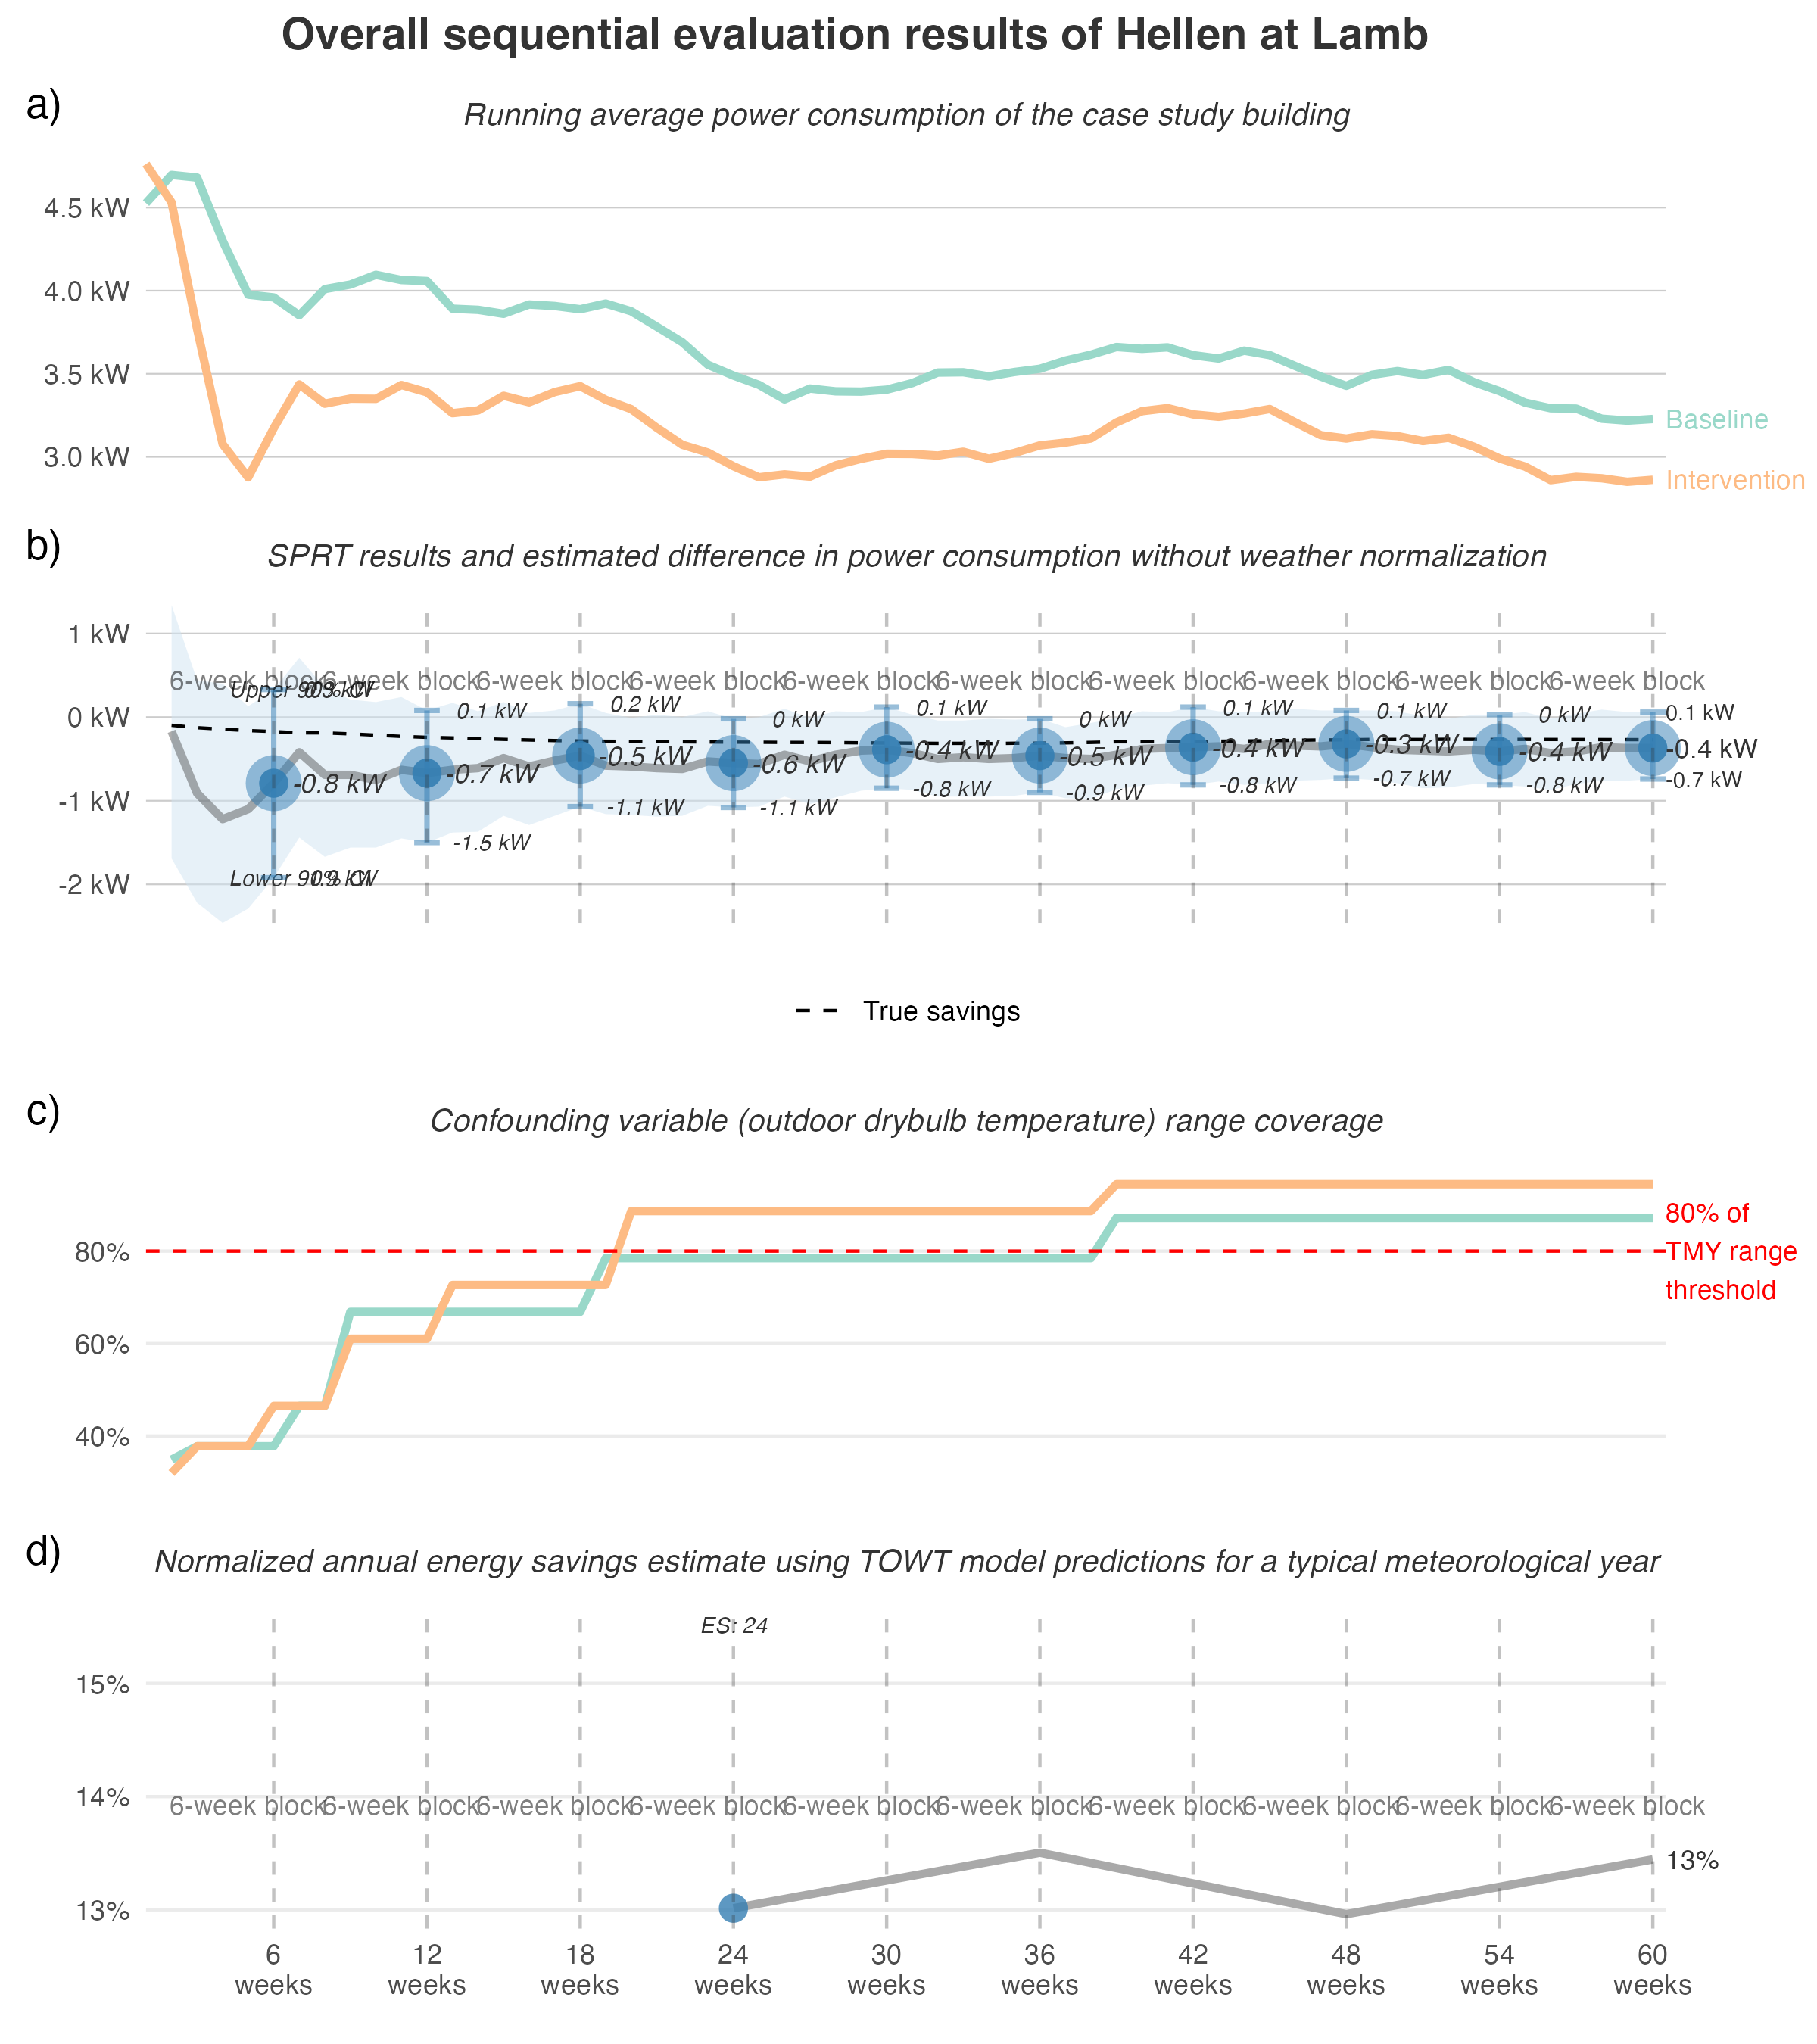 Overall sequential evaluation results of Hellen at Lamb
a)
Running average power consumption of the case study building
4.5 kW
4.0 kW
3.5 kW
3.0 kW
Baseline
Intervention
b)
SPRT results and estimated difference in power consumption without weather normalization
1 kW
0 kW
-1 kW
-2 kW
6-week block 6-week block 6-week block 6-week block 6-week block 6-week block 6-week block 6-week block 6-week block 6-week block
Upper 90% CI
0.3 kW
0.1 kW
0.2 kW
0 kW
0.1 kW
0 kW
0.1 kW
0.1 kW
0 kW
0.1 kW
-0.8 kW
-0.7 kW
-0.5 kW
-0.6 kW
-0.4 kW
-0.5 kW
-0.4 kW
-0.3 kW
-0.4 kW
-0.4 kW
Lower 90% CI
-1.9 kW
-1.5 kW
-1.1 kW
-1.1 kW
-0.8 kW
-0.9 kW
-0.8 kW
-0.7 kW
-0.8 kW
-0.7 kW
True savings
c)
Confounding variable (outdoor drybulb temperature) range coverage
80%
60%
40%
80% of
TMY range
threshold
d)
Normalized annual energy savings estimate using TOWT model predictions for a typical meteorological year
ES: 24
15%
14%
13%
6-week block 6-week block 6-week block 6-week block 6-week block 6-week block 6-week block 6-week block 6-week block 6-week block
13%
6 12 18 24 30 36 42 48 54 60
weeks weeks weeks weeks weeks weeks weeks weeks weeks weeks